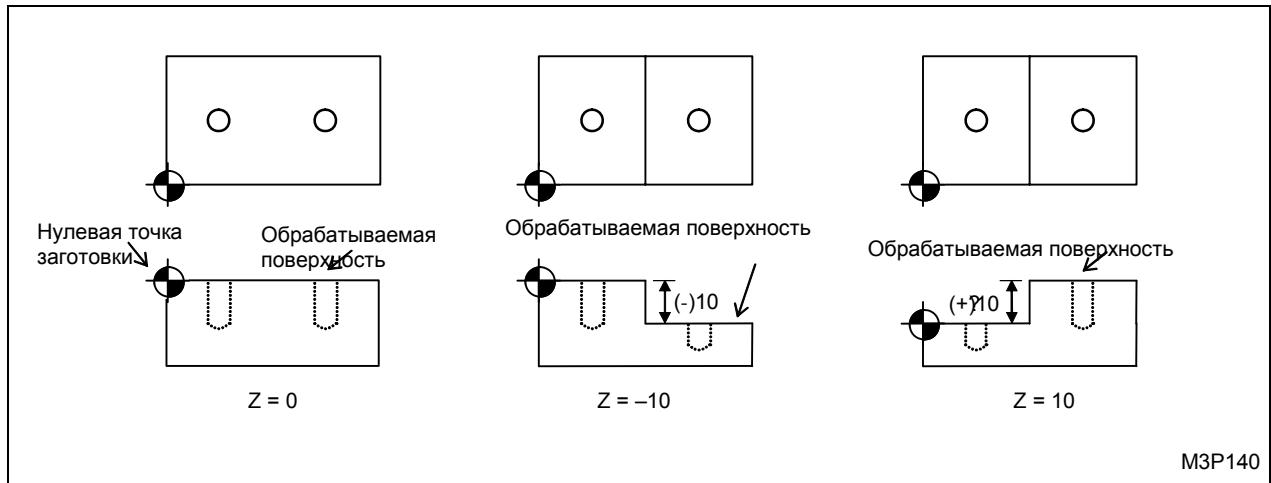 Нулевая точка
заготовки
Обрабатываемая
поверхность
Обрабатываемая поверхность
Обрабатываемая поверхность
(-)10
(+?10
Z = 0
Z = –10
Z = 10
M3P140